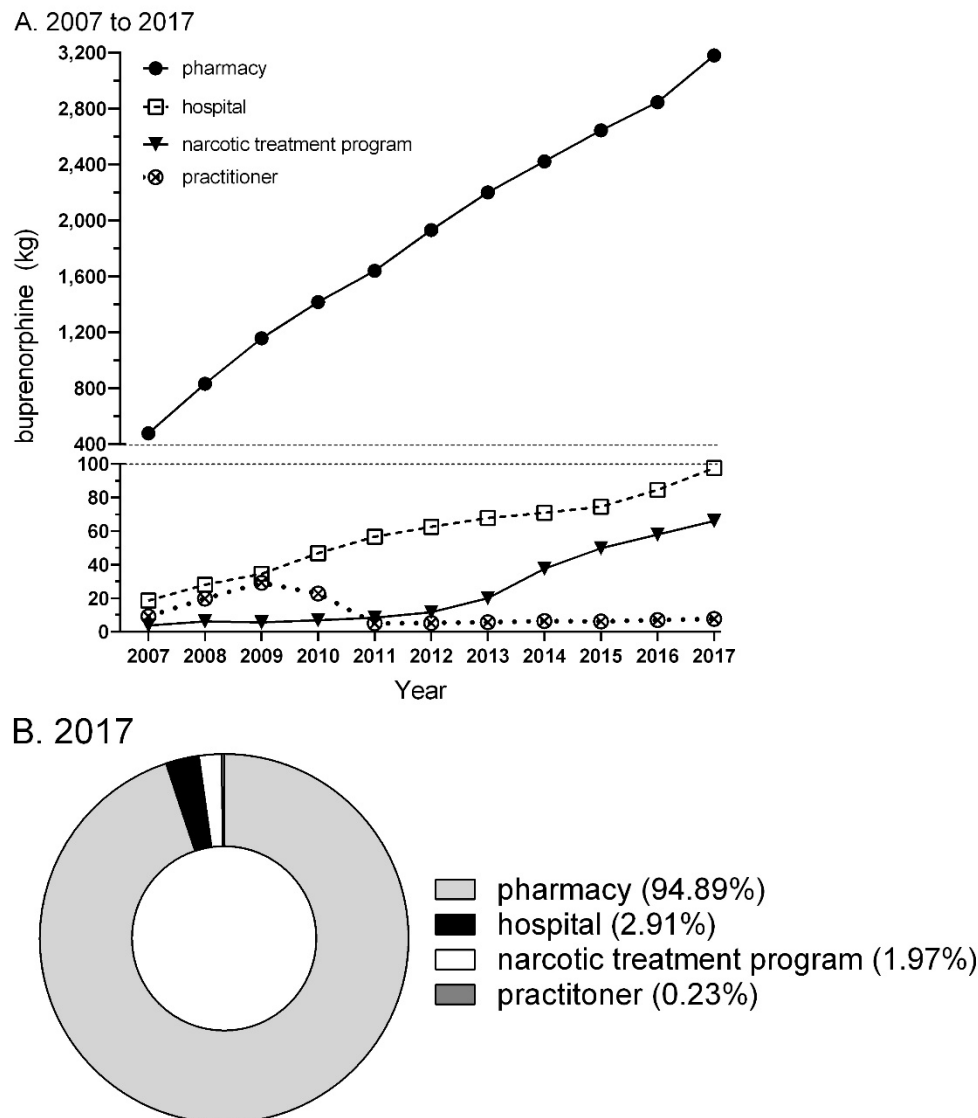 A. 2007 to 2017
3,200
2,800
2,400
2,000
1,600
1,200
800
400
100
80
60
40
20
0
buprenorphine (kg)
pharmacy
hospital
narcotic treatment program
practitioner
2007 2008 2009 2010 2011 2012 2013 2014 2015 2016 2017
Year
B. 2017
pharmacy (94.89%)
hospital (2.91%)
narcotic treatment program (1.97%)
practitoner (0.23%)